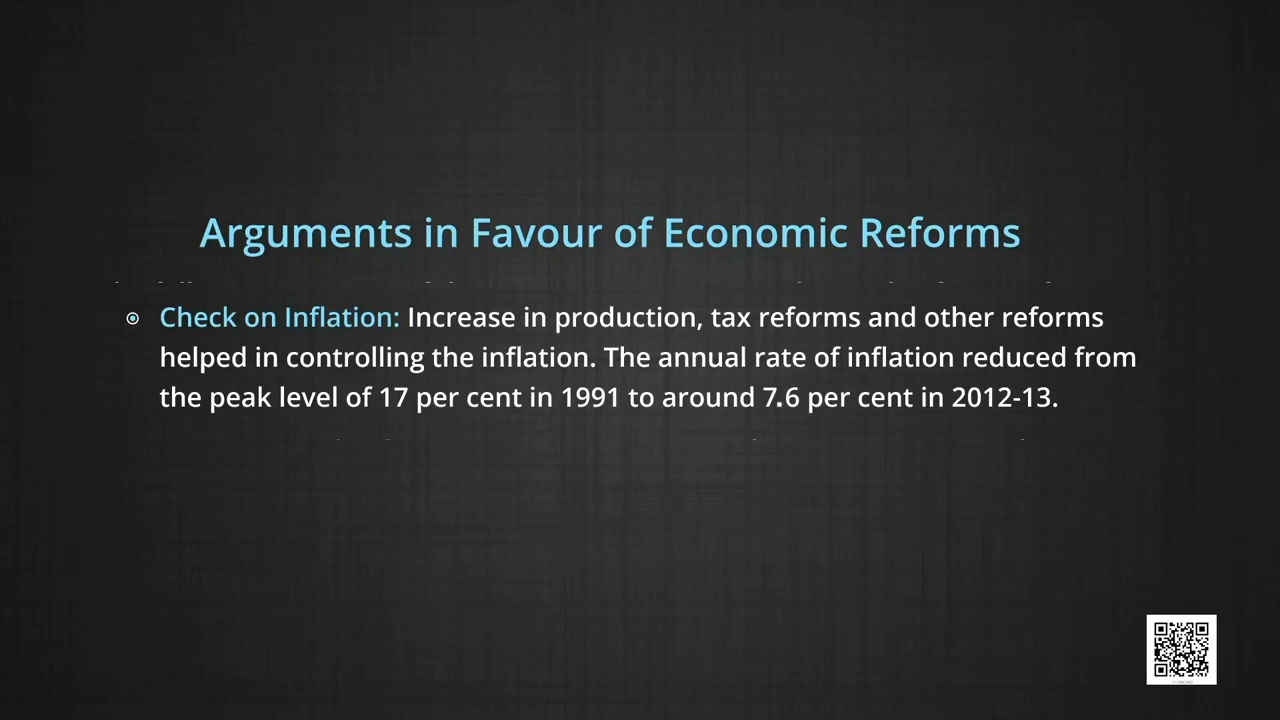 Arguments in Favour of Economic Reforms
Check on Inflation: Increase in production, tax reforms and other reforms
helped in controlling the inflation. The annual rate of inflation reduced from
the peak level of 17 per cent in 1991 to around 7.6 per cent in 2012-13.